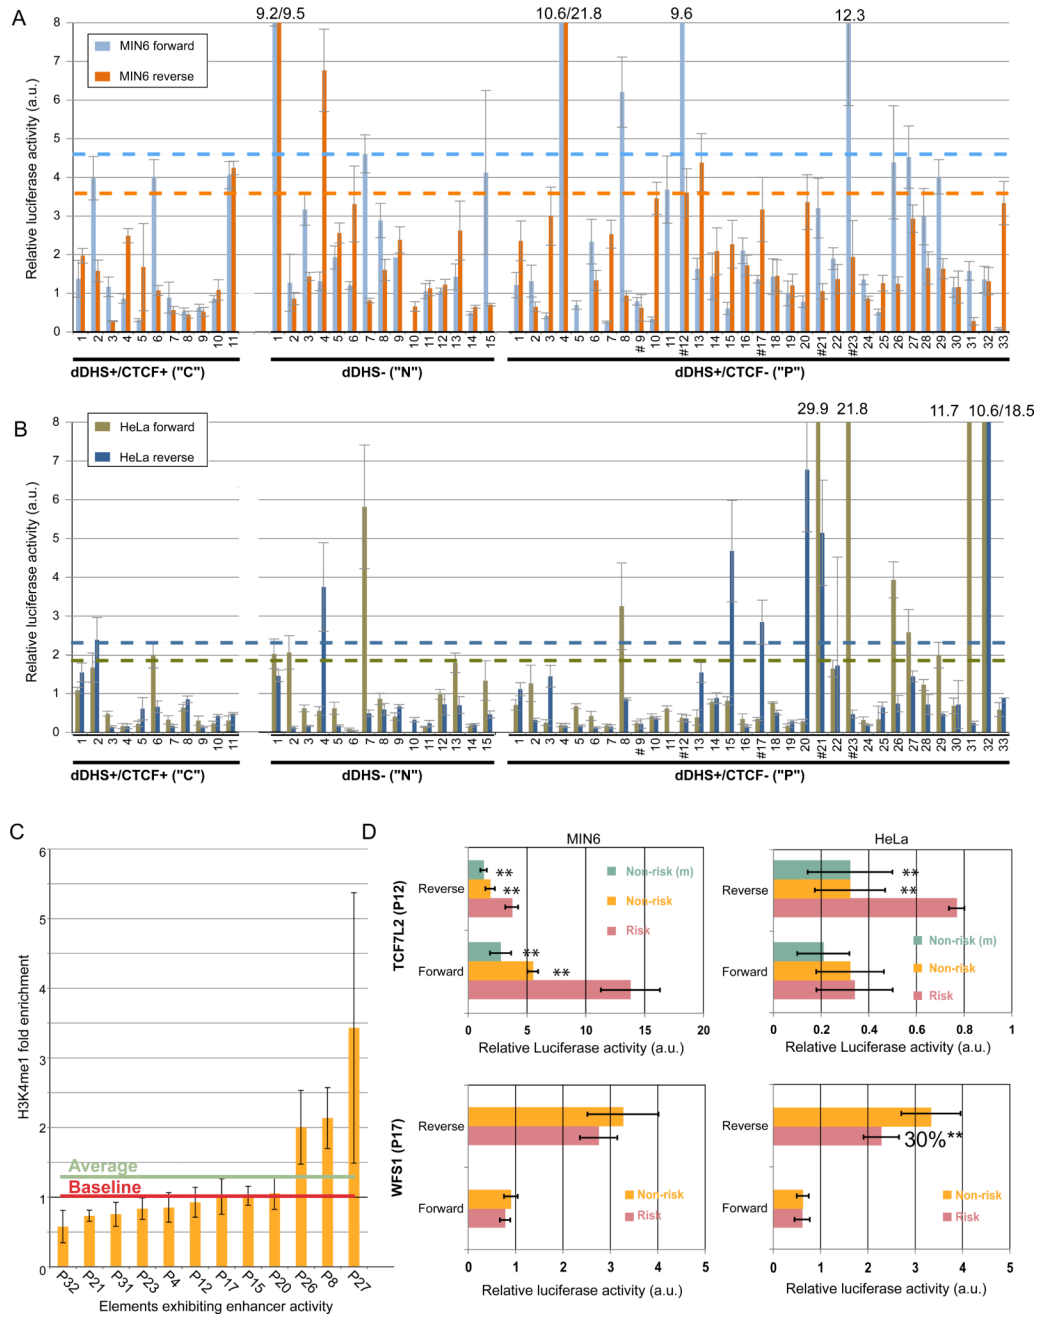 A
9.2/9.5
10.6/21.8
9.6
12.3
Relative luciferase activity (a.u.)
8
7
6
5
4
3
2
1
0
MIN6 forward
MIN6 reverse
1 2 3 4 5 6 7 8 9 10 11
1 2 3 4 5 6 7 8 9 10 11 12 13 14 15
1 2 3 4 5 6 7 8 #9 10 11 #12 13 14 15 16 #17 18 19 20 #21 22 #23 24 25 26 27 28 29 30 31 32 33
dDHS+/CTCF+ ("C")
dDHS- ("N")
dDHS+/CTCF- ("P")
B
29.9
21.8
11.7
10.6/18.5
Relative luciferase activity (a.u.)
8
7
6
5
4
3
2
1
0
HeLa forward
HeLa reverse
1 2 3 4 5 6 7 8 9 10 11
1 2 3 4 5 6 7 8 9 10 11 12 13 14 15
1 2 3 4 5 6 7 8 #9 10 11 #12 13 14 15 16 #17 18 19 20 #21 22 #23 24 25 26 27 28 29 30 31 32 33
dDHS+/CTCF+ ("C")
dDHS- ("N")
dDHS+/CTCF- ("P")
C
H3K4me1 fold enrichment
6
5
4
3
2
1
0
Average
Baseline
P32 P21 P31 P23 P4 P12 P17 P15 P20 P26 P8 P27
Elements exhibiting enhancer activity
D
MIN6
HeLa
TCF7L2 (P12)
Reverse
Forward
**
**
**
**
Non-risk (m)
Non-risk
Risk
0 5 10 15 20
Relative Luciferase activity (a.u.)
Reverse
Forward
**
**
Non-risk (m)
Non-risk
Risk
0 0.2 0.4 0.6 0.8 1
Relative Luciferase activity (a.u.)
WFS1 (P17)
Reverse
Forward
Non-risk
Risk
0 1 2 3 4 5
Relative luciferase activity (a.u.)
Reverse
Forward
30%**
Non-risk
Risk
0 1 2 3 4 5
Relative luciferase activity (a.u.)